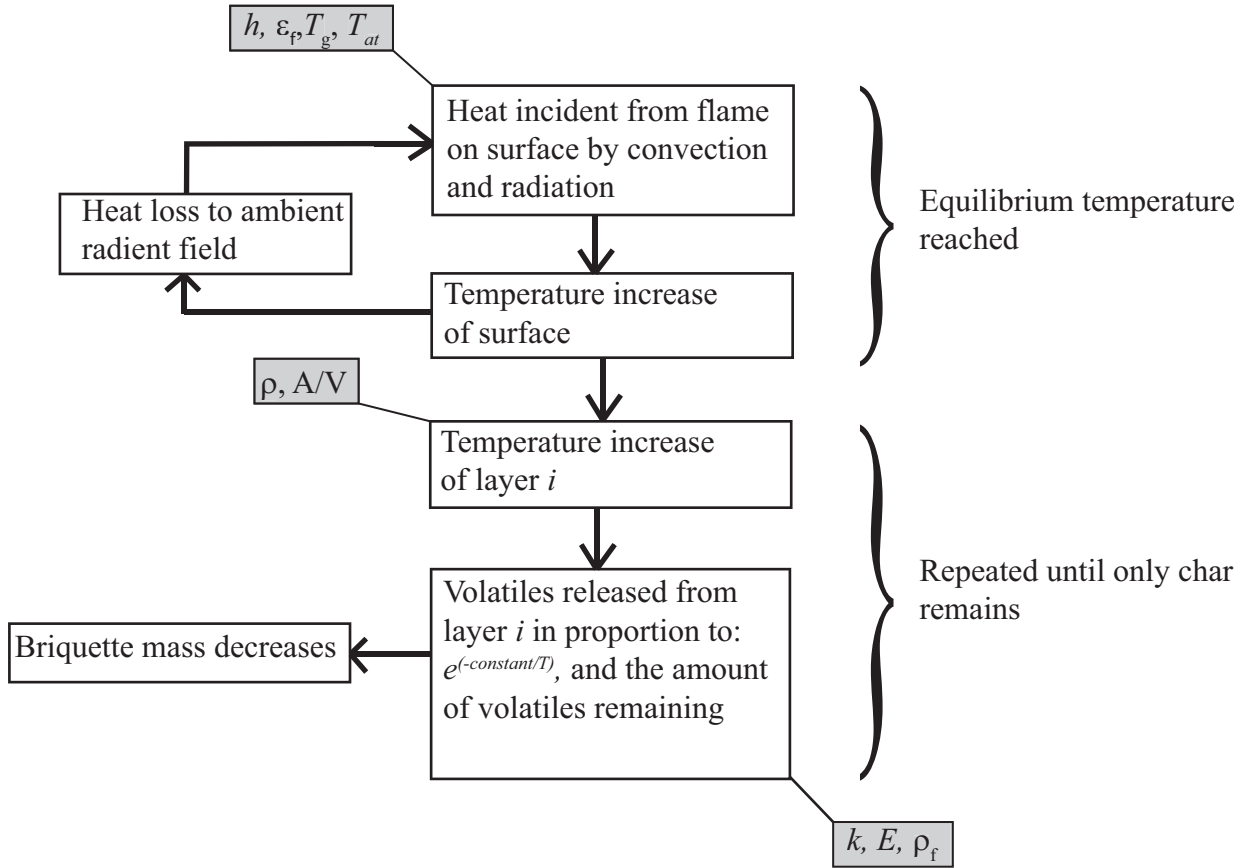 h, εf,Tg, Tat
Heat incident from flame
on surface by convection
and radiation
Heat loss to ambient
radient field
Equilibrium temperature
reached
Temperature increase
of surface
ρ, A/V
Temperature increase
of layer i
Volatiles released from
layer i in proportion to:
e(-constant/T), and the amount
of volatiles remaining
Repeated until only char
remains
Briquette mass decreases
k, E, ρf